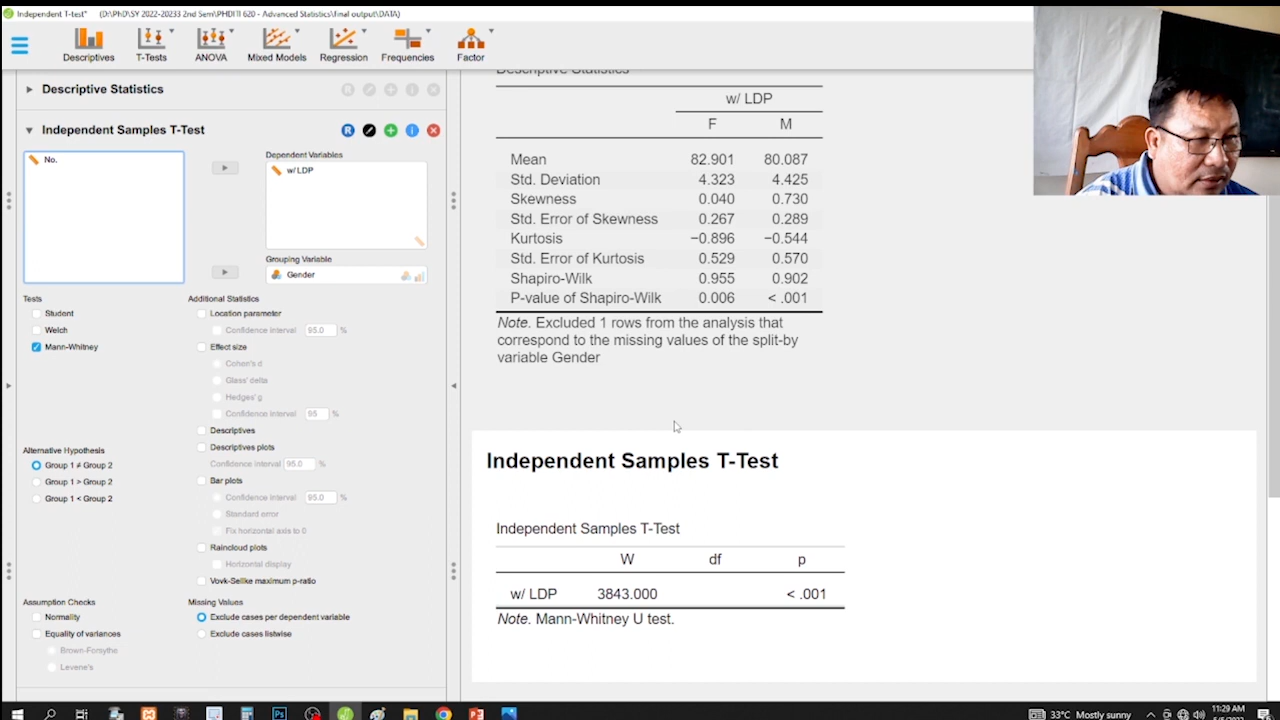 Independent T-test* (D:\PhD\SY 2022-20233 2nd Sem\PHDITI 620 - Advanced Statistics\final output\DATA)
Descriptives
T-Tests
ANOVA
Mixed Models
Regression
Frequencies
Factor
Descriptive Statistics
Independent Samples T-Test
No.
Dependent Variables
w/ LDP
Grouping Variable
Gender
Tests
Student
Welch
Mann-Whitney
Alternative Hypothesis
Group 1 ≠ Group 2
Group 1 > Group 2
Group 1 < Group 2
Assumption Checks
Normality
Equality of variances
Brown-Forsythe
Levene's
Additional Statistics
Location parameter
Confidence interval 95.0 %
Effect size
Cohen's d
Glass' delta
Hedges' g
Confidence interval 95 %
Descriptives
Descriptives plots
Confidence interval 95.0 %
Bar plots
Confidence interval 95.0 %
Standard error
Fix horizontal axis to 0
Raincloud plots
Horizontal display
Vovk-Sellke maximum p-ratio
Missing Values
Exclude cases per dependent variable
Exclude cases listwise
Descriptive Statistics
w/ LDP
F M
Mean 82.901 80.087
Std. Deviation 4.323 4.425
Skewness 0.040 0.730
Std. Error of Skewness 0.267 0.289
Kurtosis −0.896 −0.544
Std. Error of Kurtosis 0.529 0.570
Shapiro-Wilk 0.955 0.902
P-value of Shapiro-Wilk 0.006 < .001
Note. Excluded 1 rows from the analysis that
correspond to the missing values of the split-by
variable Gender
Independent Samples T-Test
Independent Samples T-Test
W df p
w/ LDP 3843.000 < .001
Note. Mann-Whitney U test.
33°C Mostly sunny
11:29 AM